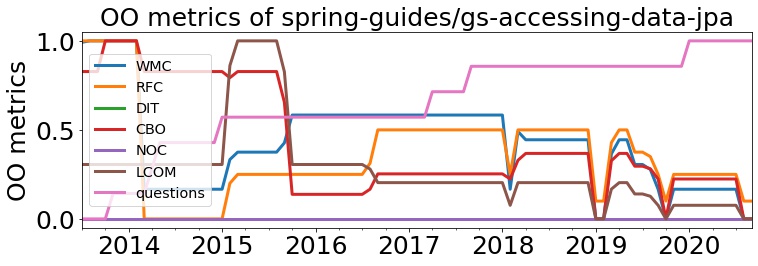 OO metrics of spring-guides/gs-accessing-data-jpa
OO metrics
1.0
0.5
0.0
WMC
RFC
DIT
CBO
NOC
LCOM
questions
2014 2015 2016 2017 2018 2019 2020